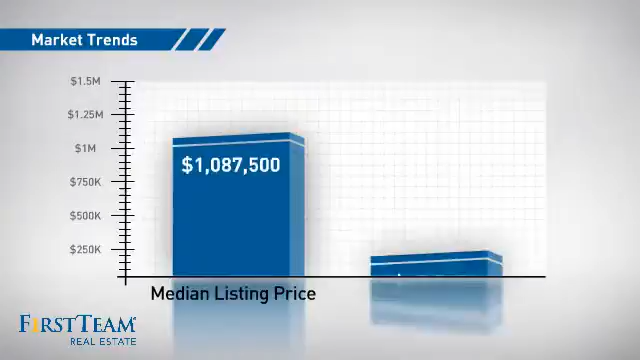 Market Trends
$1.5M
$1.25M
$1M
$750K
$500K
$250K
$1,087,500
Median Listing Price
FIRSTTEAM®
REAL ESTATE